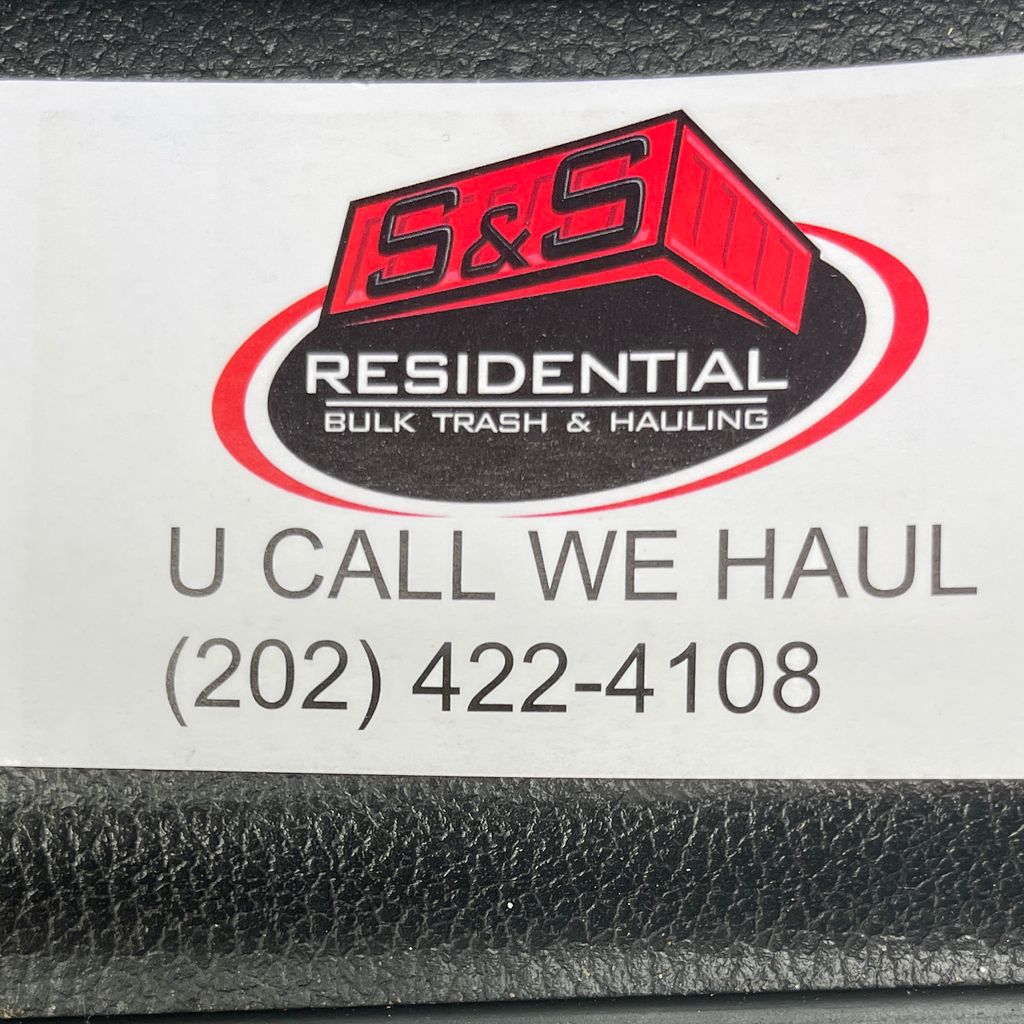 S&S
RESIDENTIAL
BULK TRASH & HAULING
U CALL WE HAUL
(202) 422-4108